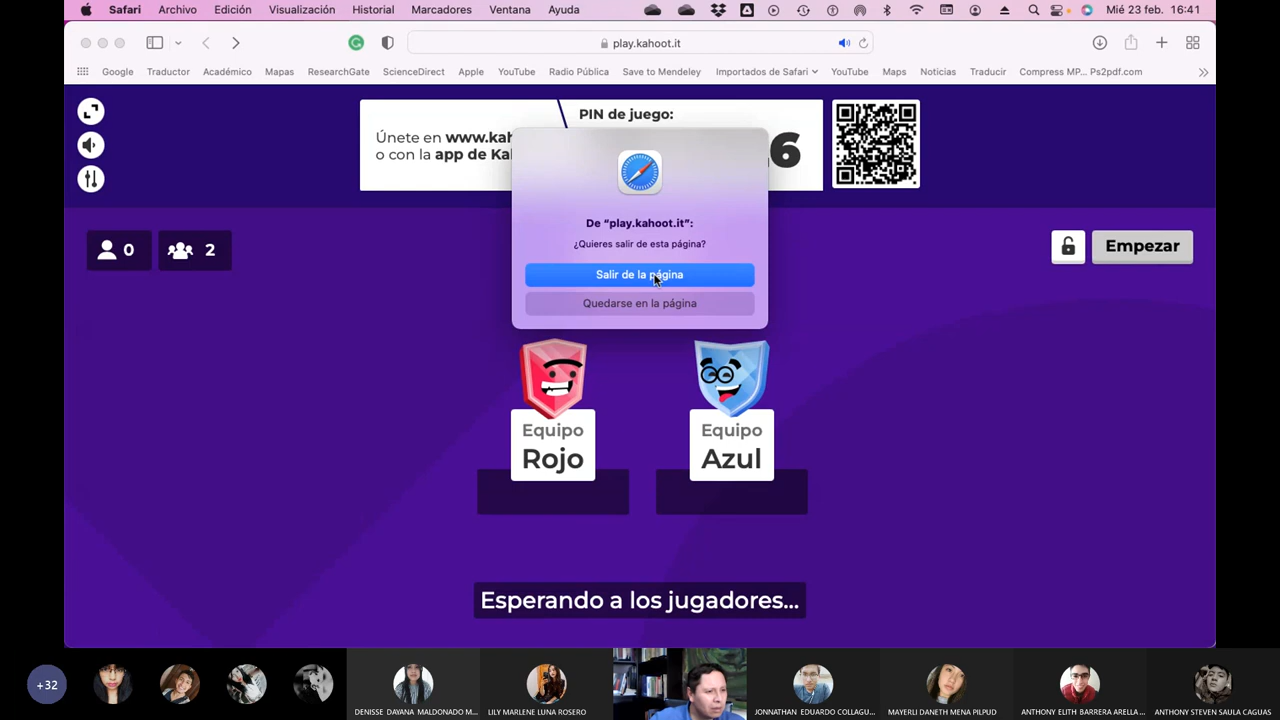 Safari Archivo Edición Visualización Historial Marcadores Ventana Ayuda Mié 23 feb. 16:41
play.kahoot.it
Google Traductor Académico Mapas ResearchGate ScienceDirect Apple YouTube Radio Pública Save to Mendeley Importados de Safari YouTube Maps Noticias Traducir Compress MP... Ps2pdf.com
PIN de juego:
Únete en www.kah
o con la app de Ka
6
De “play.kahoot.it”:
¿Quieres salir de esta página?
Salir de la página
Quedarse en la página
0
2
Empezar
Equipo
Rojo
Equipo
Azul
Esperando a los jugadores...
+32
DENISSE DAYANA MALDONADO M...
LILY MARLENE LUNA ROSERO
JONNATHAN EDUARDO COLLAGU...
MAYERLI DANETH MENA PILPUD
ANTHONY ELITH BARRERA ARELLA ...
ANTHONY STEVEN SAULA CAGUAS